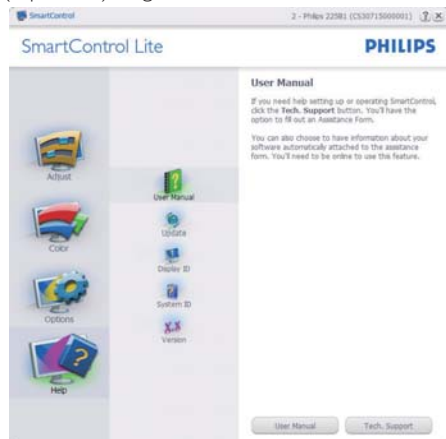 SmartControl
2 - Philips 225B1 (CS30715000001)
SmartControl Lite
PHILIPS
User Manual
If you need help setting up or operating SmartControl,
click the Tech. Support button. You'll have the
option to fill out an Assistance Form.
You can also choose to have information about your
software automatically attached to the assistance
form. You'll need to be online to use this feature.
Adjust
Color
Options
Help
User Manual
Update
Display ID
System ID
Version
User Manual
Tech. Support